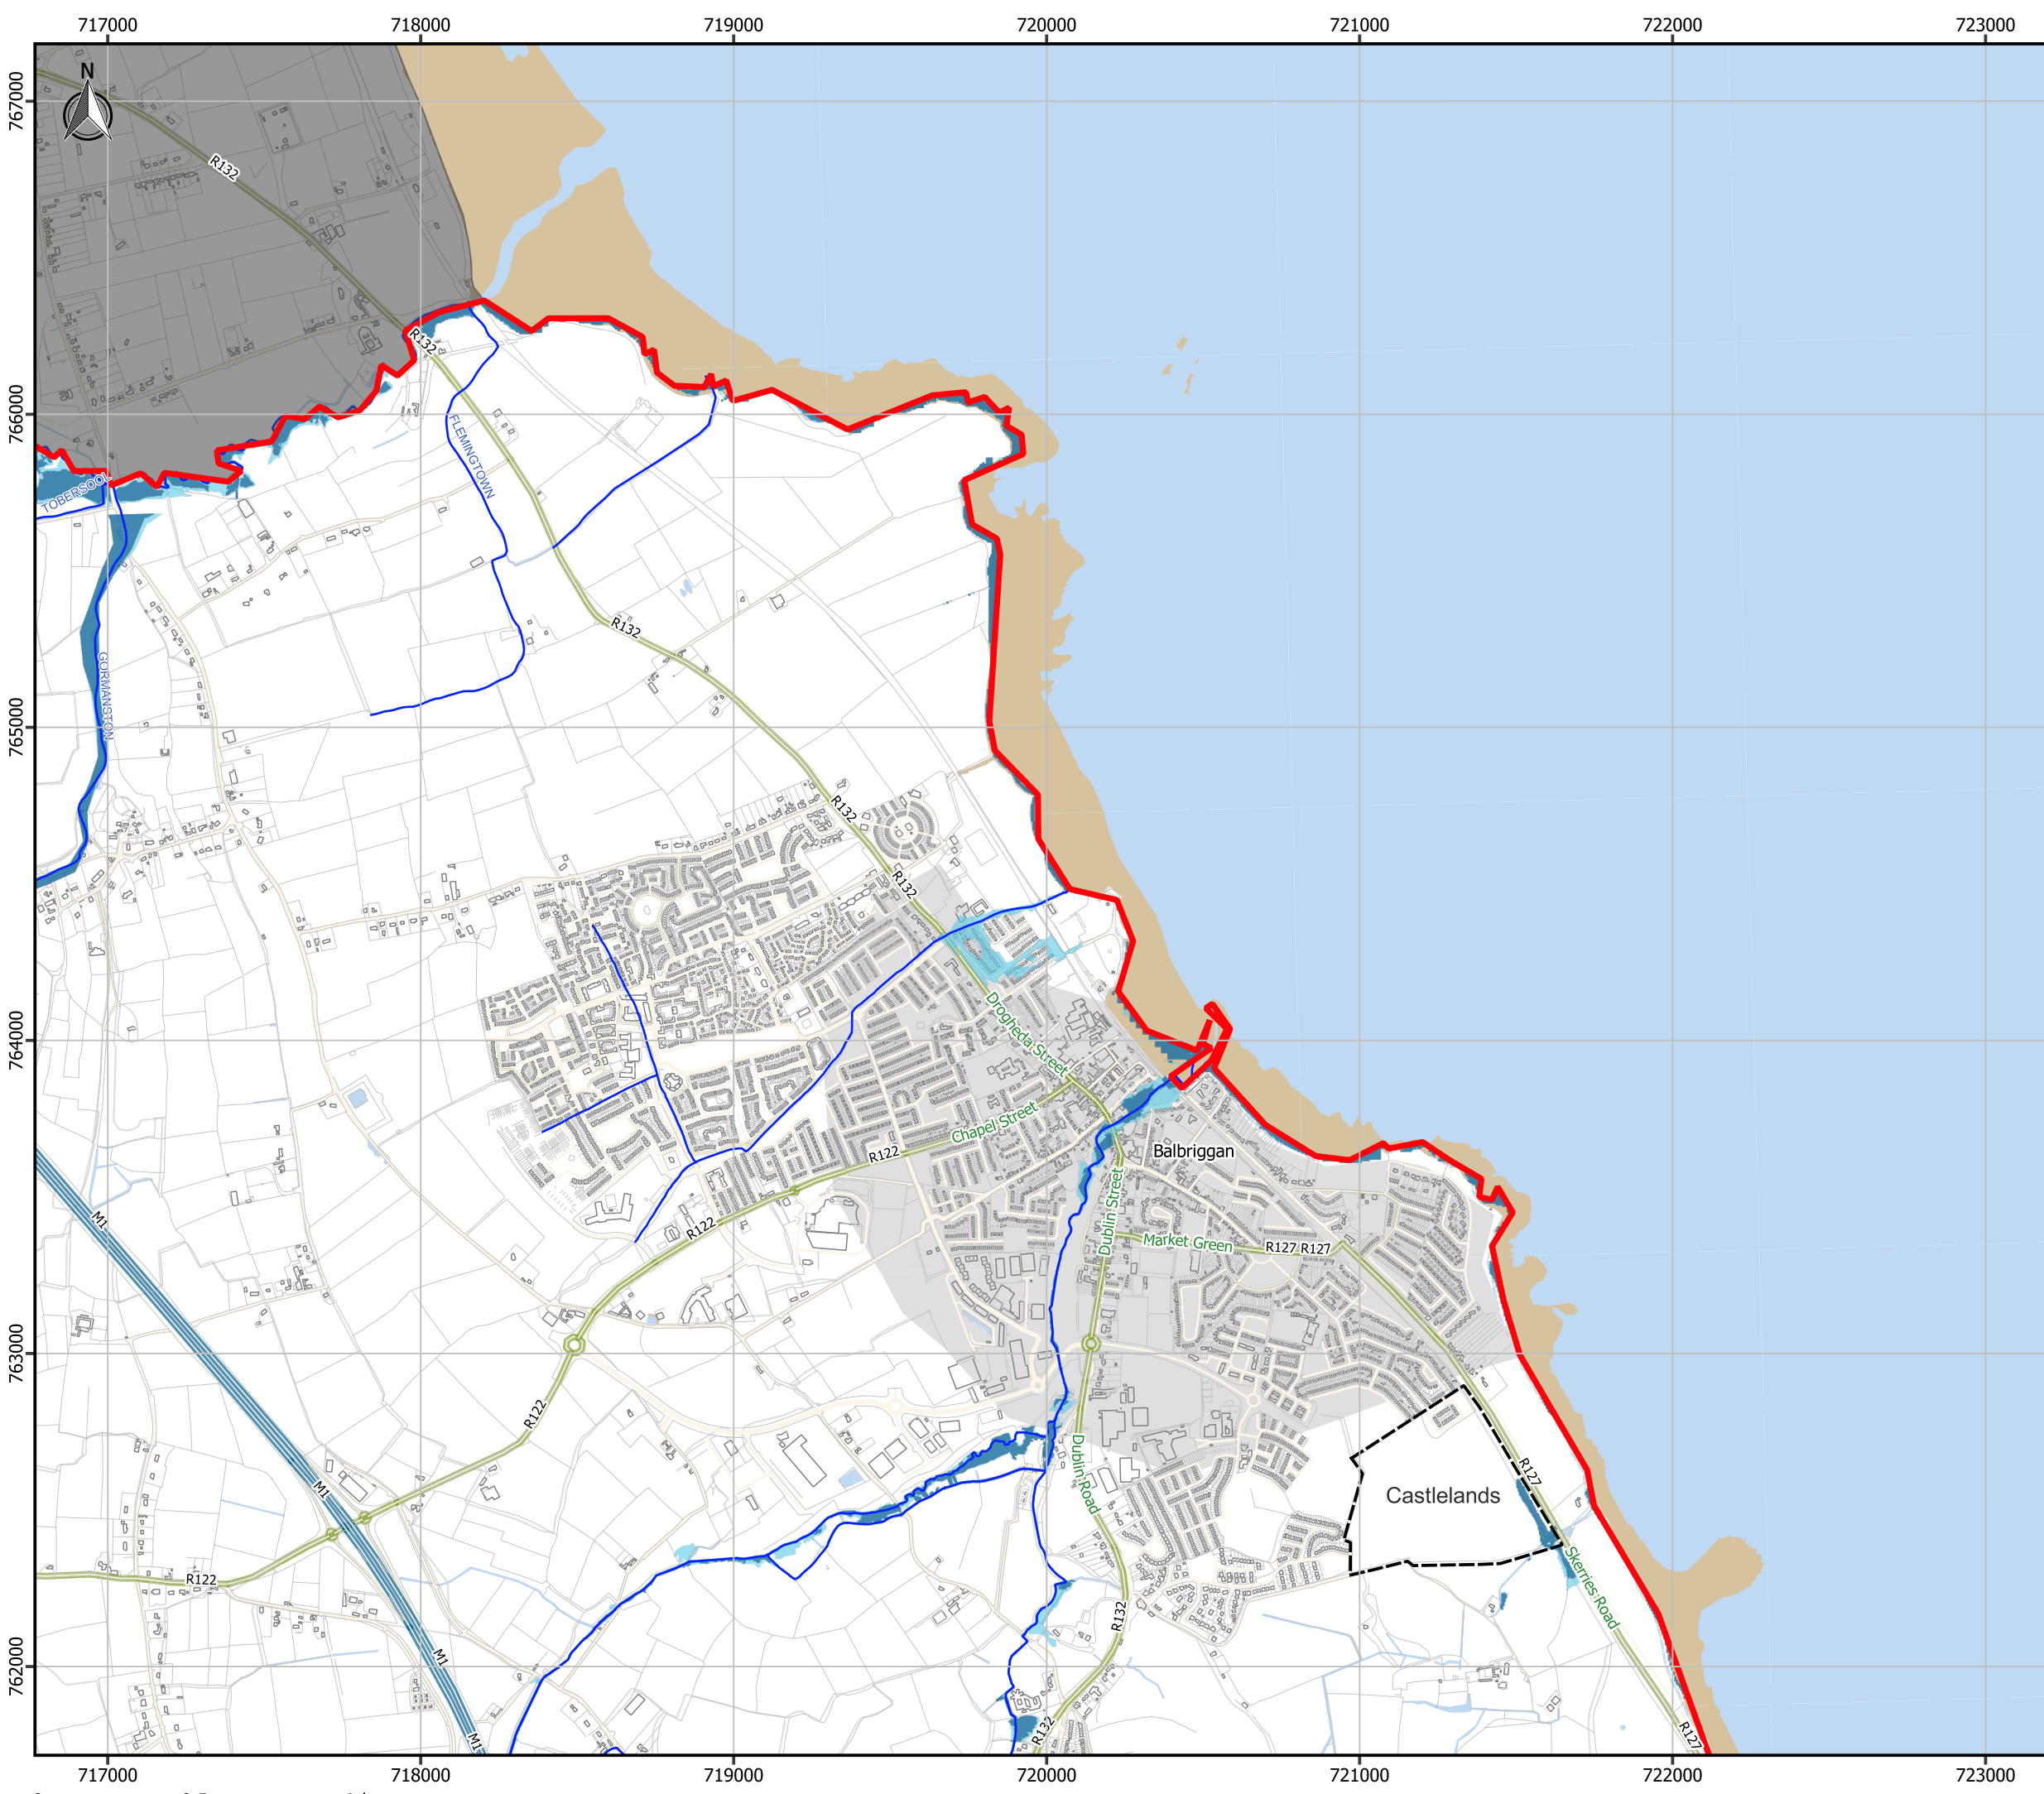 717000 718000 719000 720000 721000 722000 723000
N
767000
R132
R132
766000
FLEMINGTOWN
TOBERSOOL
R132
GORMANSTON
765000
R132
R132
Drogheda Street
764000
Chapel Street
R122
Balbriggan
M1
R122
Dublin Street
Market Green
R127 R127
763000
R122
Dublin Road
R127
M1
Castlelands
R122
Skerries Road
R132
M1
762000
R132
R127
M1
717000 718000 719000 720000 721000 722000 723000